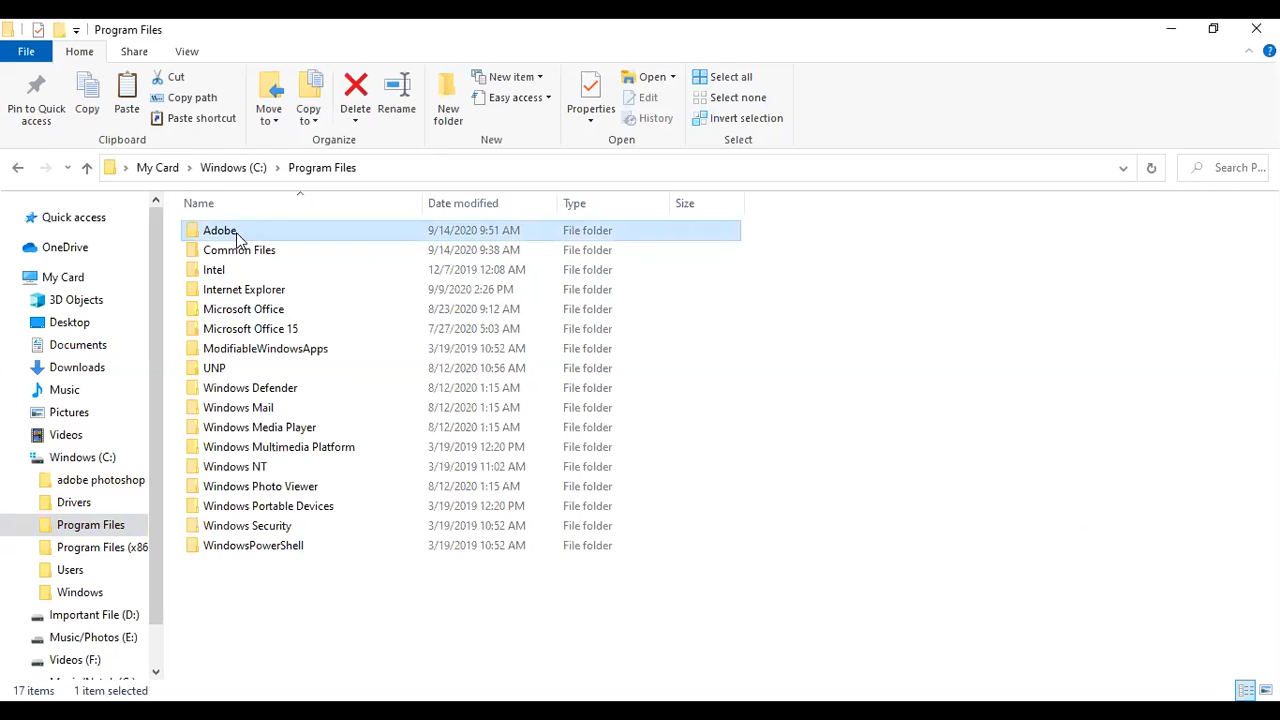 Program Files
File Home Share View
Pin to Quick access
Copy
Paste
Cut
Copy path
Paste shortcut
Clipboard
Move to
Copy to
Delete
Rename
Organize
New folder
New item
Easy access
New
Properties
Open
Edit
History
Open
Select all
Select none
Invert selection
Select
My Card Windows (C:) Program Files
Search P...
Name Date modified Type Size
Adobe 9/14/2020 9:51 AM File folder
Common Files 9/14/2020 9:38 AM File folder
Intel 12/7/2019 12:08 AM File folder
Internet Explorer 9/9/2020 2:26 PM File folder
Microsoft Office 8/23/2020 9:12 AM File folder
Microsoft Office 15 7/27/2020 5:03 AM File folder
ModifiableWindowsApps 3/19/2019 10:52 AM File folder
UNP 8/12/2020 10:56 AM File folder
Windows Defender 8/12/2020 1:15 AM File folder
Windows Mail 8/12/2020 1:15 AM File folder
Windows Media Player 8/12/2020 1:15 AM File folder
Windows Multimedia Platform 3/19/2019 12:20 PM File folder
Windows NT 3/19/2019 11:02 AM File folder
Windows Photo Viewer 8/12/2020 1:15 AM File folder
Windows Portable Devices 3/19/2019 12:20 PM File folder
Windows Security 3/19/2019 10:52 AM File folder
WindowsPowerShell 3/19/2019 10:52 AM File folder
Quick access
OneDrive
My Card
3D Objects
Desktop
Documents
Downloads
Music
Pictures
Videos
Windows (C:)
adobe photoshop
Drivers
Program Files
Program Files (x86
Users
Windows
Important File (D:)
Music/Photos (E:)
Videos (F:)
17 items 1 item selected